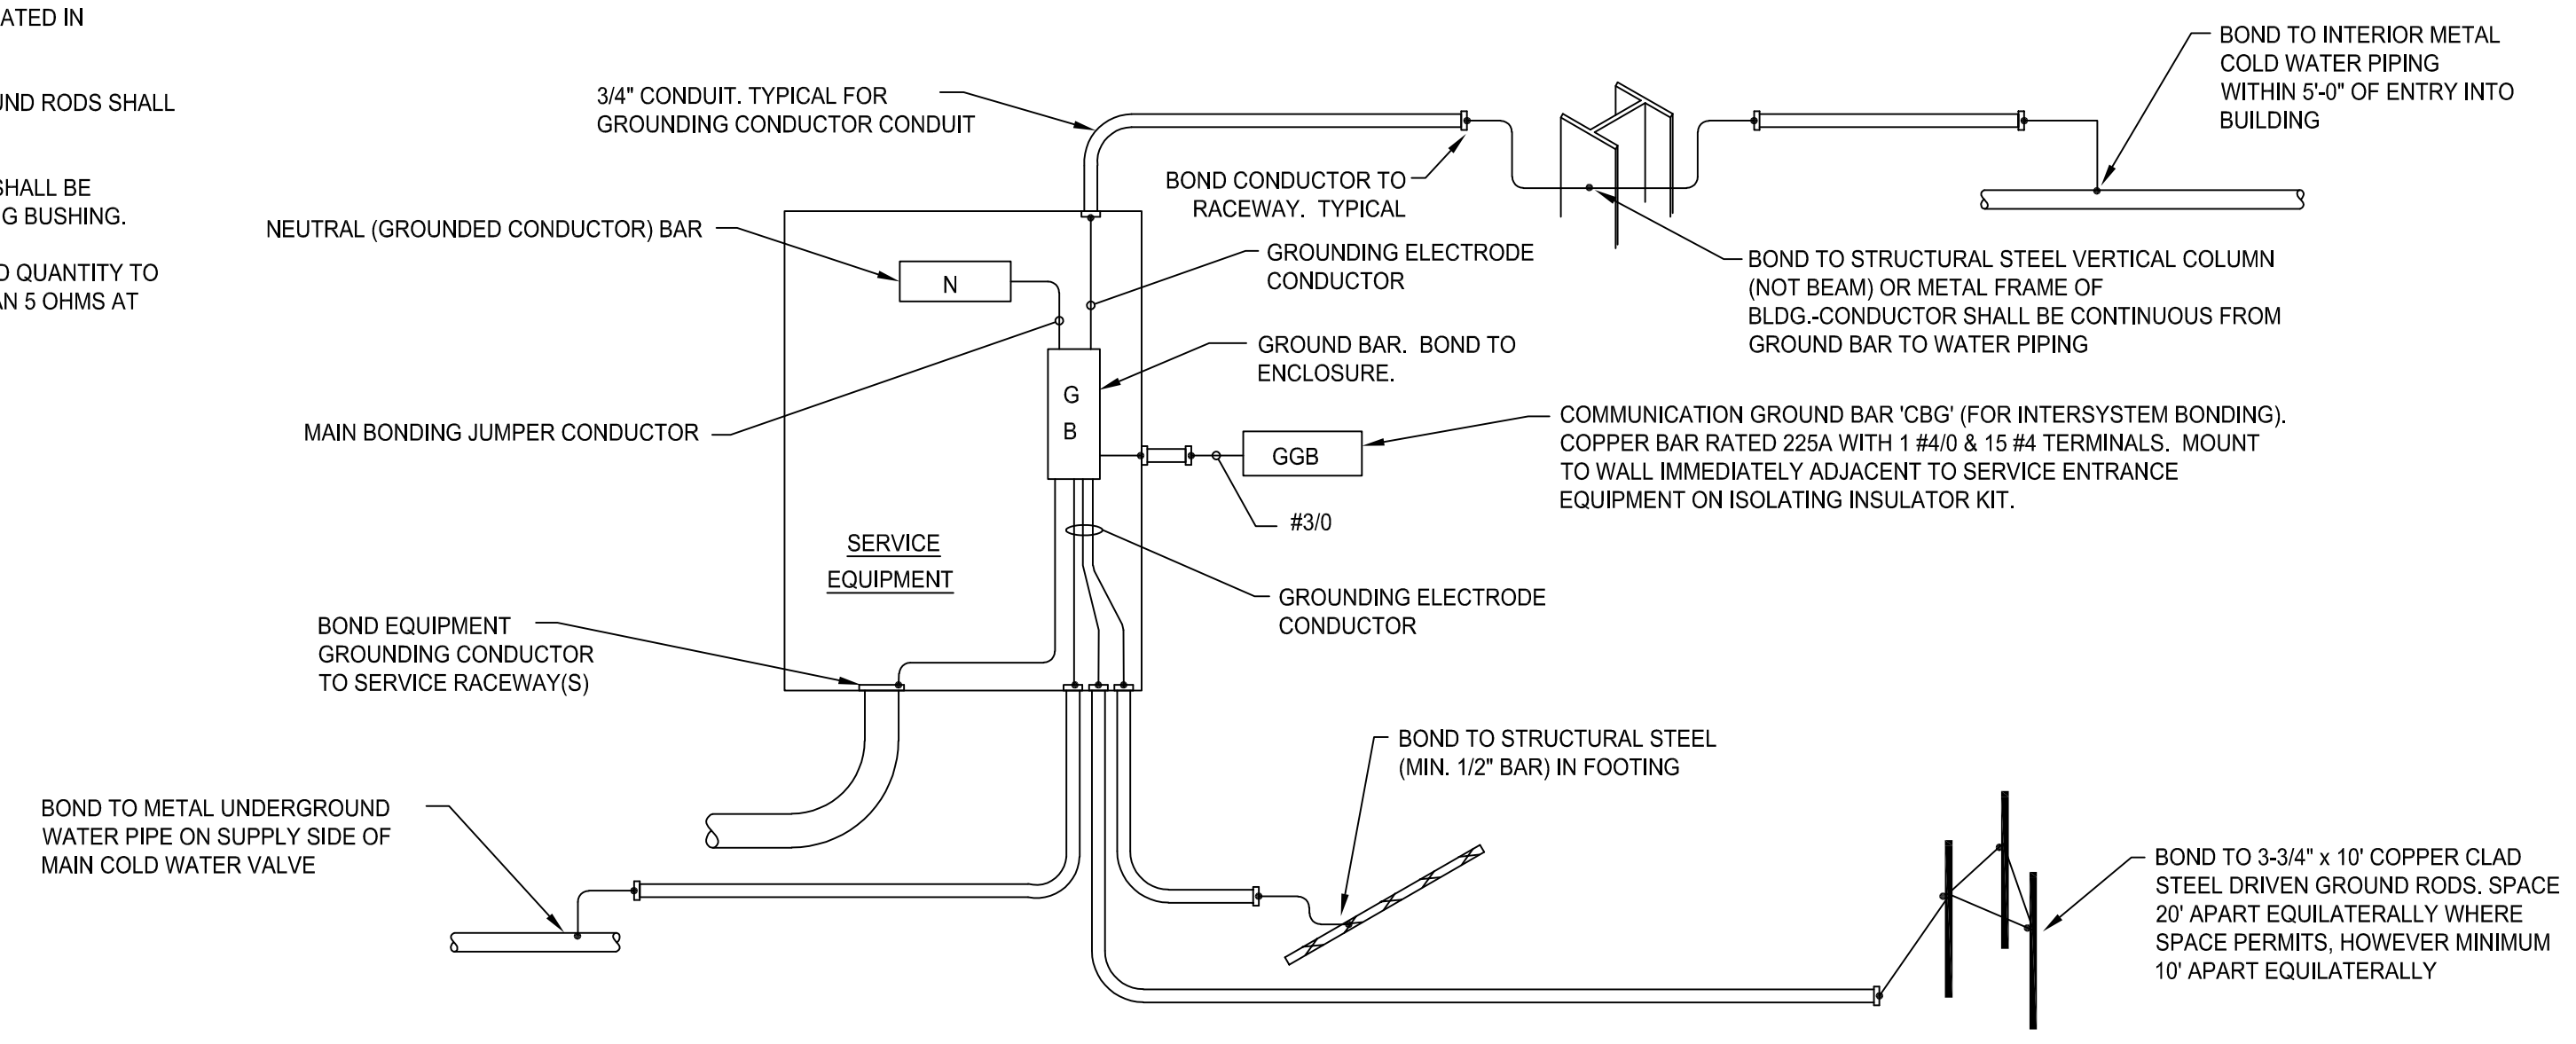 ATED IN
UND RODS SHALL
SHALL BE
G BUSHING.
D QUANTITY TO
AN 5 OHMS AT
3/4" CONDUIT. TYPICAL FOR
GROUNDING CONDUCTOR CONDUIT
BOND TO INTERIOR METAL
COLD WATER PIPING
WITHIN 5'-0" OF ENTRY INTO
BUILDING
BOND CONDUCTOR TO
RACEWAY. TYPICAL
NEUTRAL (GROUNDED CONDUCTOR) BAR
N
GROUNDING ELECTRODE
CONDUCTOR
BOND TO STRUCTURAL STEEL VERTICAL COLUMN
(NOT BEAM) OR METAL FRAME OF
BLDG.-CONDUCTOR SHALL BE CONTINUOUS FROM
GROUND BAR TO WATER PIPING
GROUND BAR. BOND TO
ENCLOSURE.
G
B
MAIN BONDING JUMPER CONDUCTOR
GGB
COMMUNICATION GROUND BAR 'CBG' (FOR INTERSYSTEM BONDING).
COPPER BAR RATED 225A WITH 1 #4/0 & 15 #4 TERMINALS. MOUNT
TO WALL IMMEDIATELY ADJACENT TO SERVICE ENTRANCE
EQUIPMENT ON ISOLATING INSULATOR KIT.
#3/0
SERVICE
EQUIPMENT
GROUNDING ELECTRODE
CONDUCTOR
BOND EQUIPMENT
GROUNDING CONDUCTOR
TO SERVICE RACEWAY(S)
BOND TO STRUCTURAL STEEL
(MIN. 1/2" BAR) IN FOOTING
BOND TO METAL UNDERGROUND
WATER PIPE ON SUPPLY SIDE OF
MAIN COLD WATER VALVE
BOND TO 3-3/4" x 10' COPPER CLAD
STEEL DRIVEN GROUND RODS. SPACE
20' APART EQUILATERALLY WHERE
SPACE PERMITS, HOWEVER MINIMUM
10' APART EQUILATERALLY